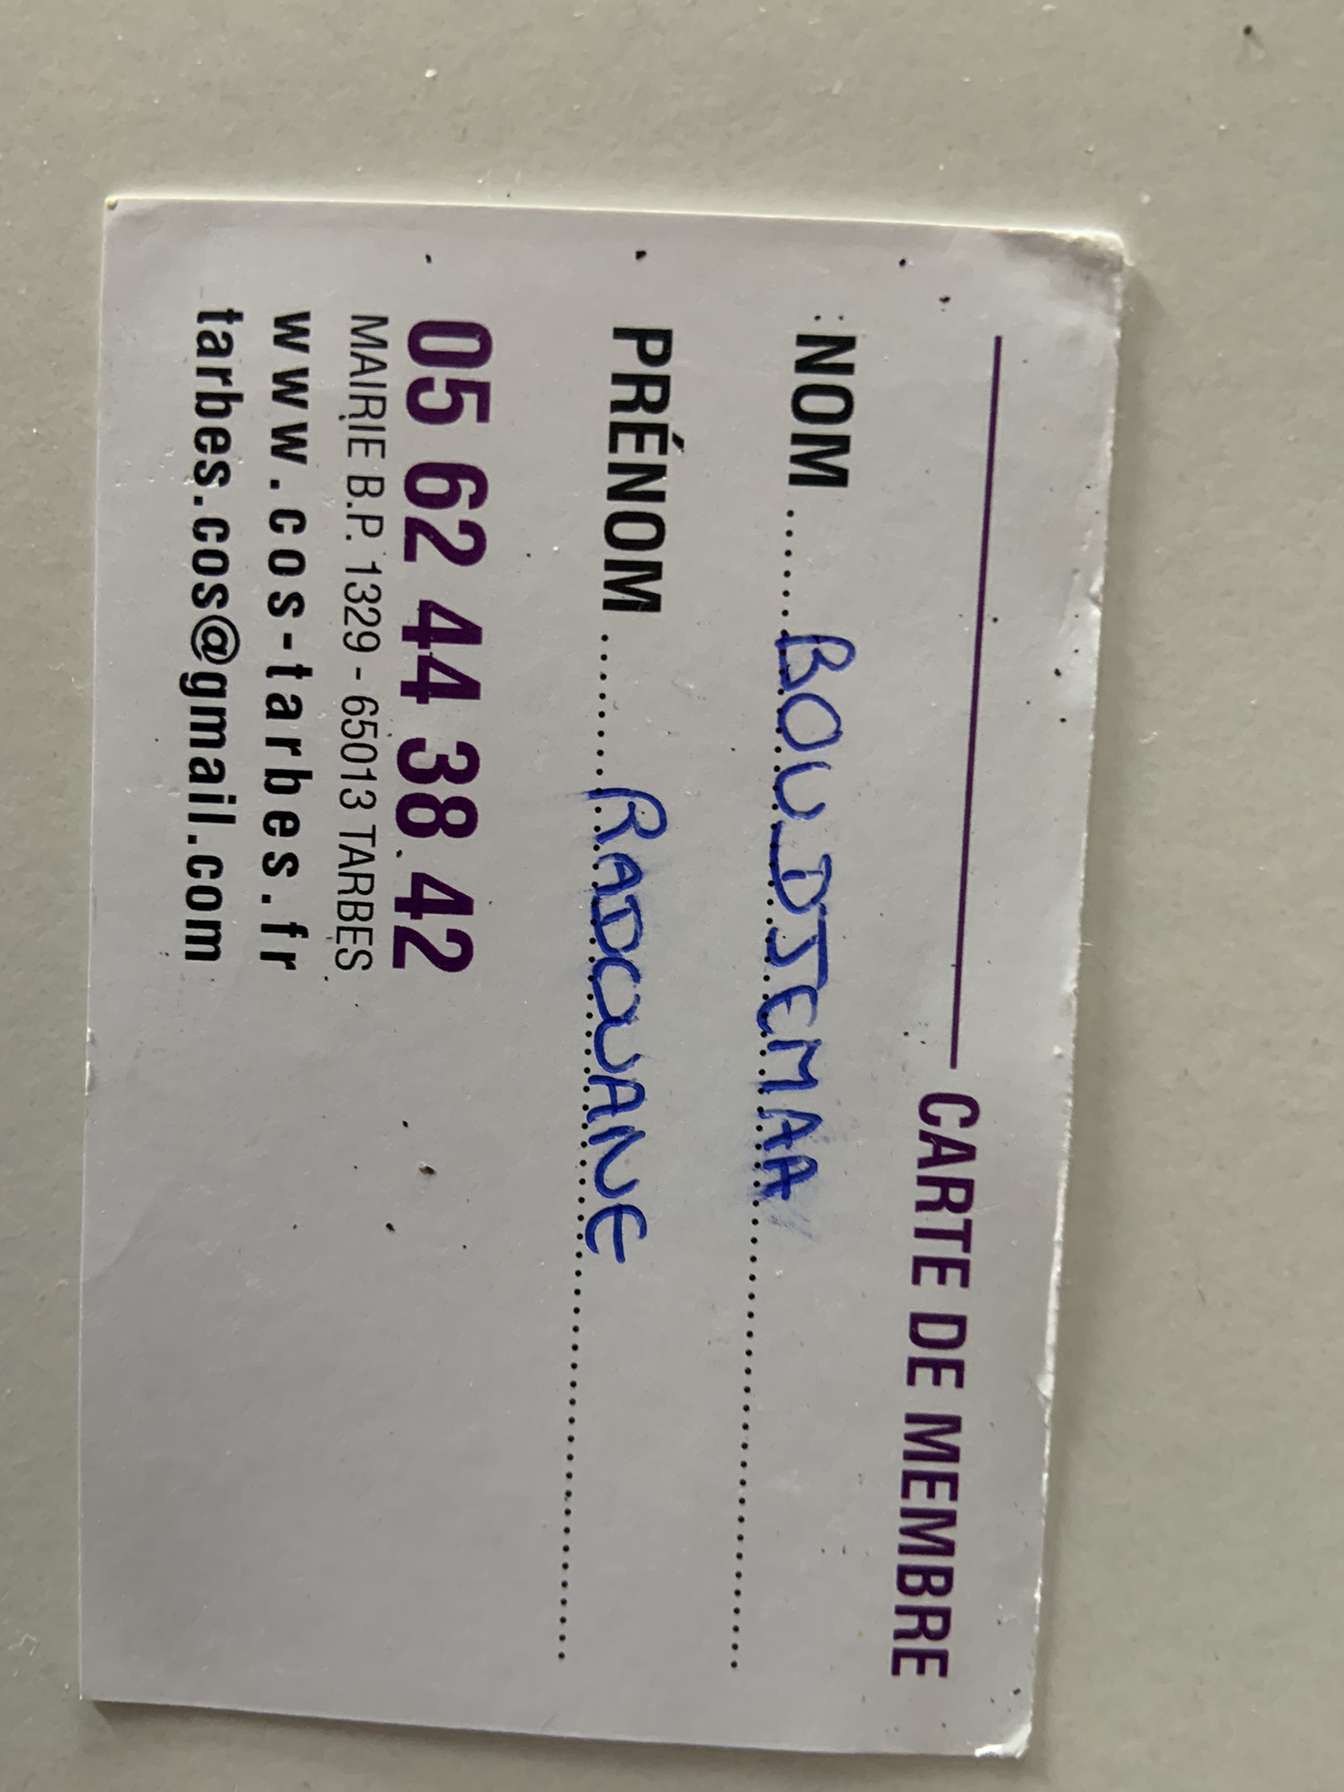 CARTE DE MEMBRE
NOM ........ BOUDJEMAA ........................
PRÉNOM ........ RADOUANE ........................
05 62 44 38 42
MAIRIE B.P. 1329 - 65013 TARBES
www.cos-tarbes.fr
tarbes.cos@gmail.com